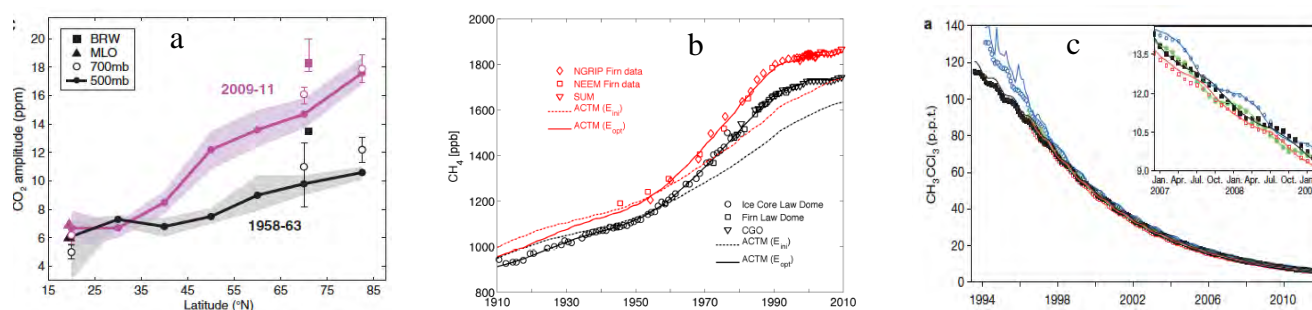 c
a
■ BRW
▲ MLO
○ 700mb
500mb
2009-11
1958-63
20
18
16
14
12
10
8
6
4
CO2 amplitude (ppm)
15 25 35 45 55 65 75 85
Latitude (°N)
b
2000
1800
1600
1400
1200
1000
800
CH4 [ppb]
NGRIP Firn data
NEEM Firn data
SUM
ACTM (Eini)
ACTM (Eopt)
Ice Core Law Dome
Firn Law Dome
CGO
ACTM (Eini)
ACTM (Eopt)
1910 1930 1950 1970 1990 2010
a
c
140
120
100
80
60
40
20
0
CH3CCl3 (p.p.t.)
1994 1998 2002 2006 2010
13.5
12.0
10.5
9.0
Jan. Apr. Jul. Oct. Jan. Apr. Jul. Oct. Jan
2007 2008